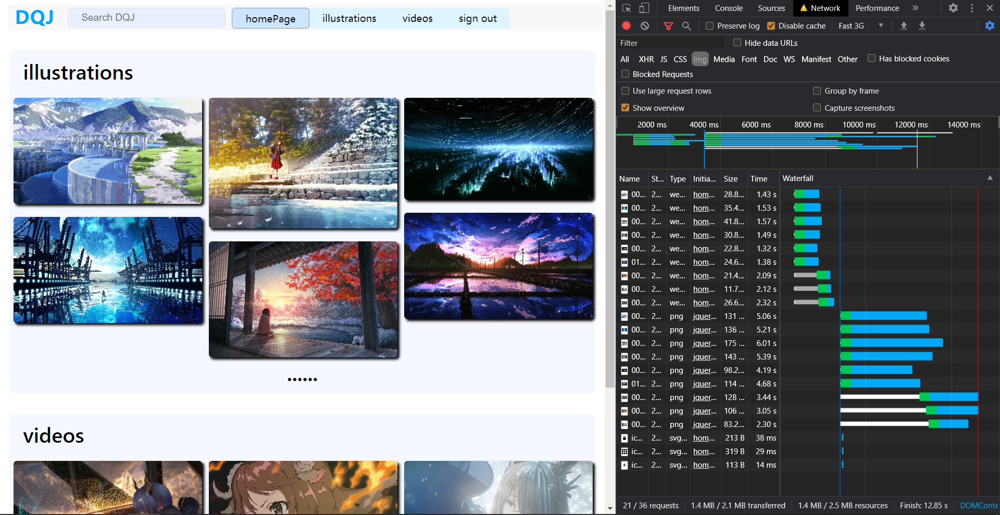 DQJ
Search DQJ
homePage
illustrations
videos
sign out
illustrations
••••••
videos
Elements Console Sources Network Performance »
Preserve log Disable cache Fast 3G ▼
Filter Hide data URLs
All XHR JS CSS Img Media Font Doc WS Manifest Other Has blocked cookies
Blocked Requests
Use large request rows Group by frame
Show overview Capture screenshots
2000 ms 4000 ms 6000 ms 8000 ms 10000 ms 12000 ms 14000 ms
Name St... Type Initia... Size Time Waterfall
00... 2... we... hom... 28.8... 1.43 s
00... 2... we... hom... 35.4... 1.53 s
00... 2... we... hom... 41.8... 1.57 s
00... 2... we... hom... 30.8... 1.49 s
00... 2... we... hom... 22.8... 1.32 s
01... 2... we... hom... 24.6... 1.38 s
00... 2... we... hom... 21.4... 2.09 s
00... 2... we... hom... 11.7... 2.12 s
00... 2... we... hom... 26.6... 2.32 s
00... 2... png jquer... 131 ... 5.06 s
00... 2... png jquer... 136 ... 5.21 s
00... 2... png jquer... 175 ... 6.01 s
00... 2... png jquer... 143 ... 5.39 s
00... 2... png jquer... 98.2... 4.19 s
01... 2... png jquer... 114 ... 4.68 s
00... 2... png jquer... 128 ... 3.44 s
00... 2... png jquer... 106 ... 3.05 s
00... 2... png jquer... 83.2... 2.30 s
ic... 2... svg... hom... 213 B 38 ms
ic... 2... svg... hom... 319 B 29 ms
ic... 2... svg... hom... 113 B 14 ms
21 / 36 requests 1.4 MB / 2.1 MB transferred 1.4 MB / 2.5 MB resources Finish: 12.85 s DOMConte